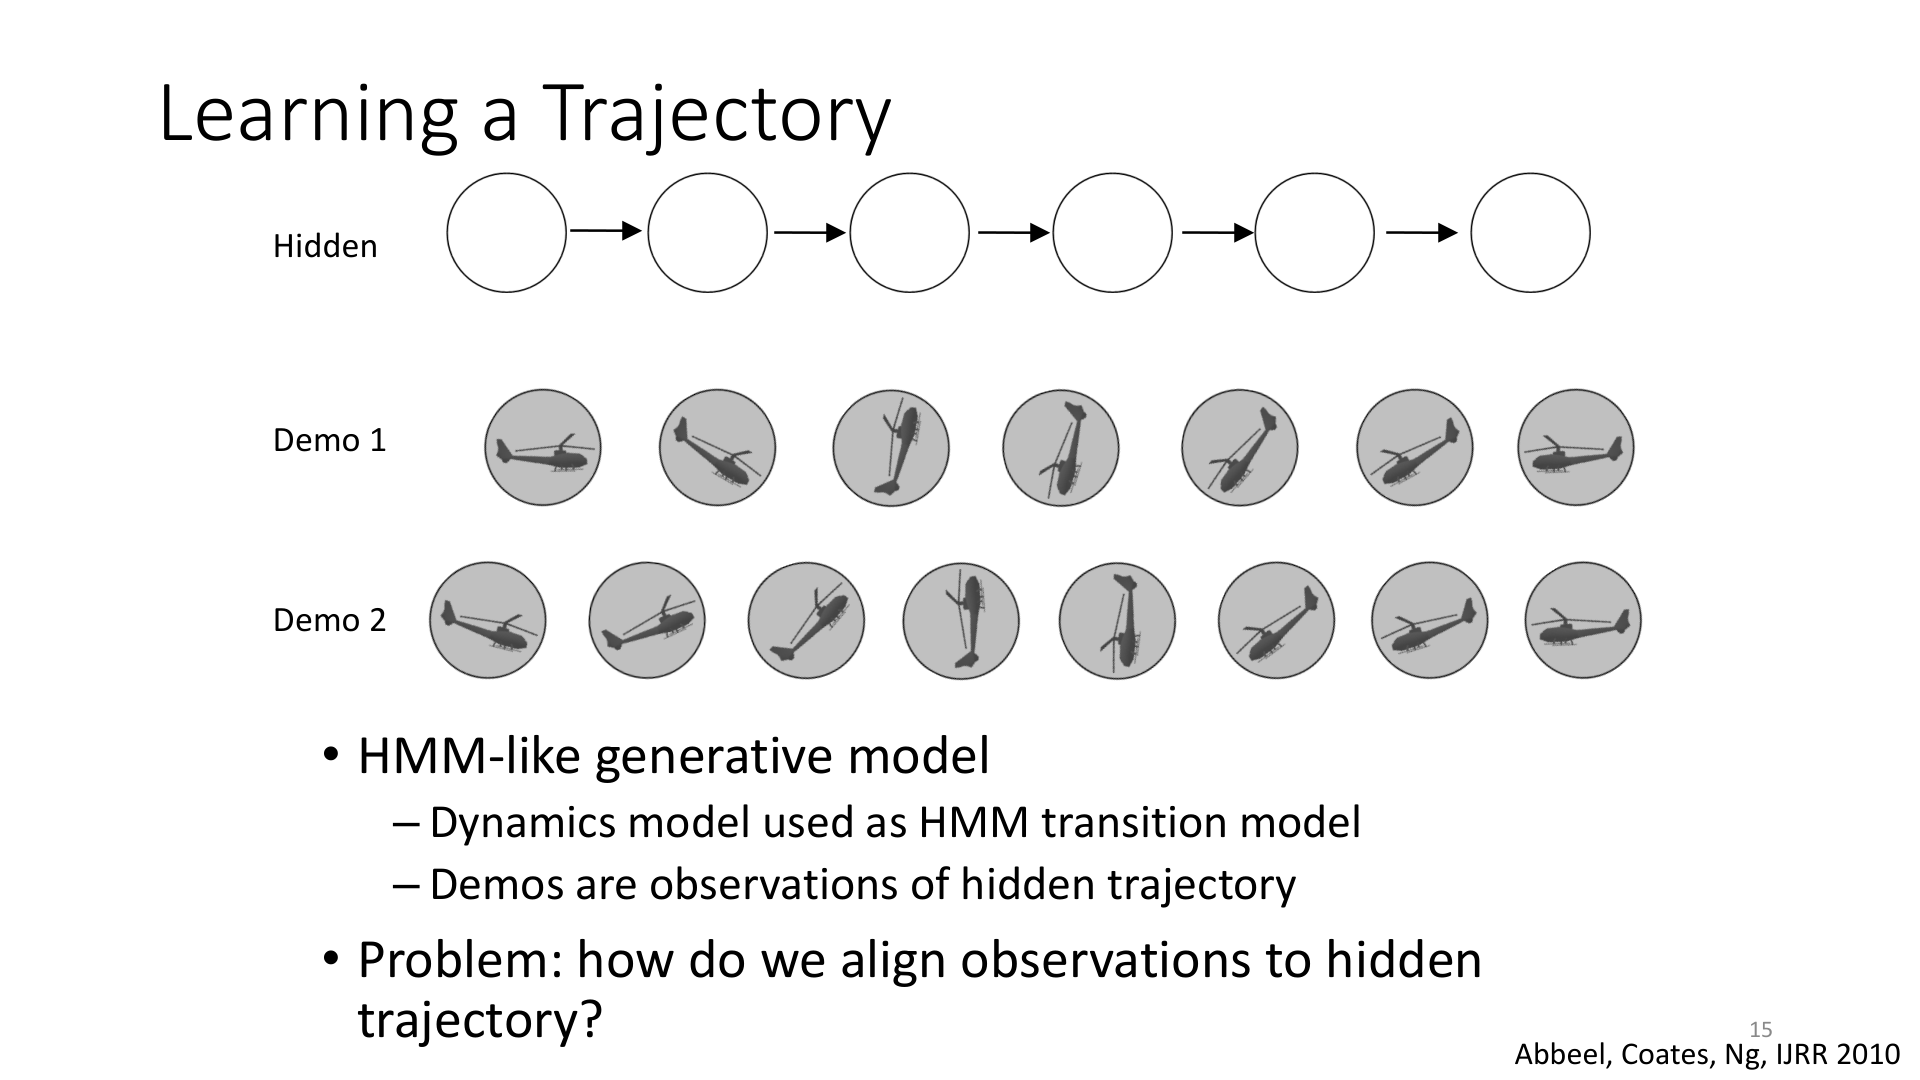 Learning a Trajectory
Hidden
Demo 1
Demo 2
• HMM-like generative model
– Dynamics model used as HMM transition model
– Demos are observations of hidden trajectory
• Problem: how do we align observations to hidden
trajectory?
15
Abbeel, Coates, Ng, IJRR 2010